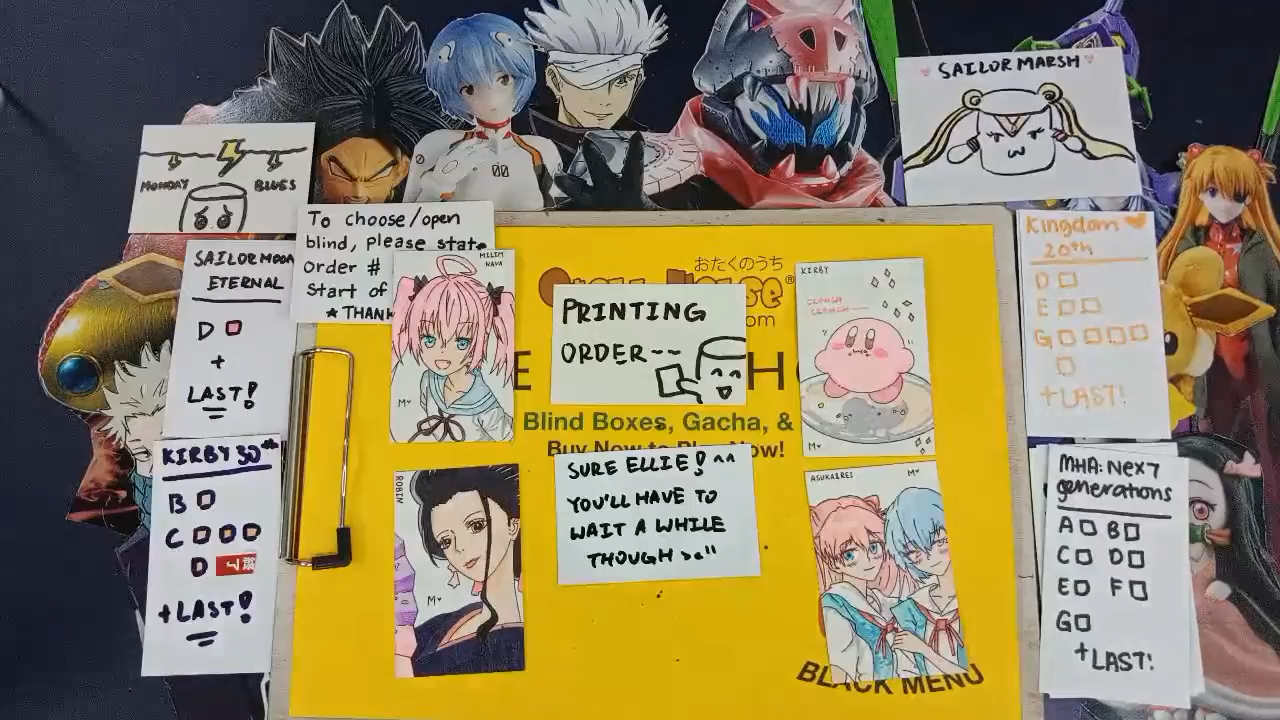 MONDAY BLUES
To choose/open
blind, please state
order #
start of
★ THANK
SAILOR MOON
ETERNAL
D
+
LAST!
KIRBY 30th
B
C
D
+LAST!
MILIM
NAVA
M♥
ROBIN
M♥
おたくのうち
com
PRINTING
ORDER--
Blind Boxes, Gacha, &
Buy Now to Play Now!
SURE ELLIE! ^^
YOU'LL HAVE TO
WAIT A WHILE
THOUGH >.<"
KIRBY
M♥
ASUKA & REI
M♥
BLACK MENU
00
SAILOR MARSH
Kingdom
20th
D
E
G
+LAST!
MHA: Next
generations
A B
C D
E F
G
+LAST!